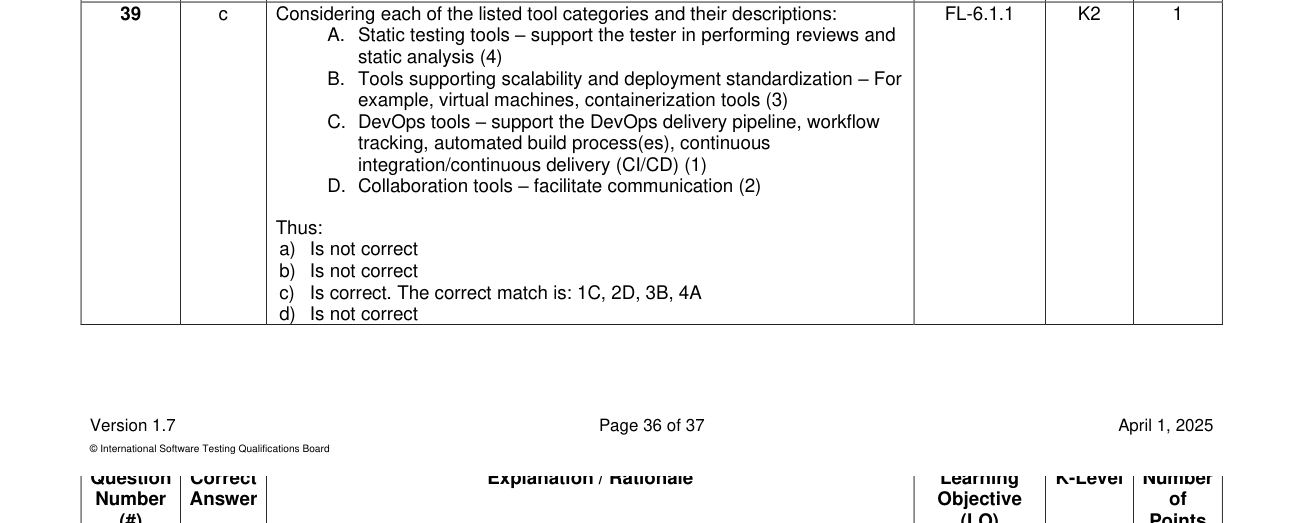 39 c Considering each of the listed tool categories and their descriptions: FL-6.1.1 K2 1
A. Static testing tools – support the tester in performing reviews and
static analysis (4)
B. Tools supporting scalability and deployment standardization – For
example, virtual machines, containerization tools (3)
C. DevOps tools – support the DevOps delivery pipeline, workflow
tracking, automated build process(es), continuous
integration/continuous delivery (CI/CD) (1)
D. Collaboration tools – facilitate communication (2)
Thus:
a) Is not correct
b) Is not correct
c) Is correct. The correct match is: 1C, 2D, 3B, 4A
d) Is not correct
Version 1.7 Page 36 of 37 April 1, 2025
© International Software Testing Qualifications Board
Question Correct Explanation / Rationale Learning K-Level Number
Number Answer Objective of
(#) (LO) Points